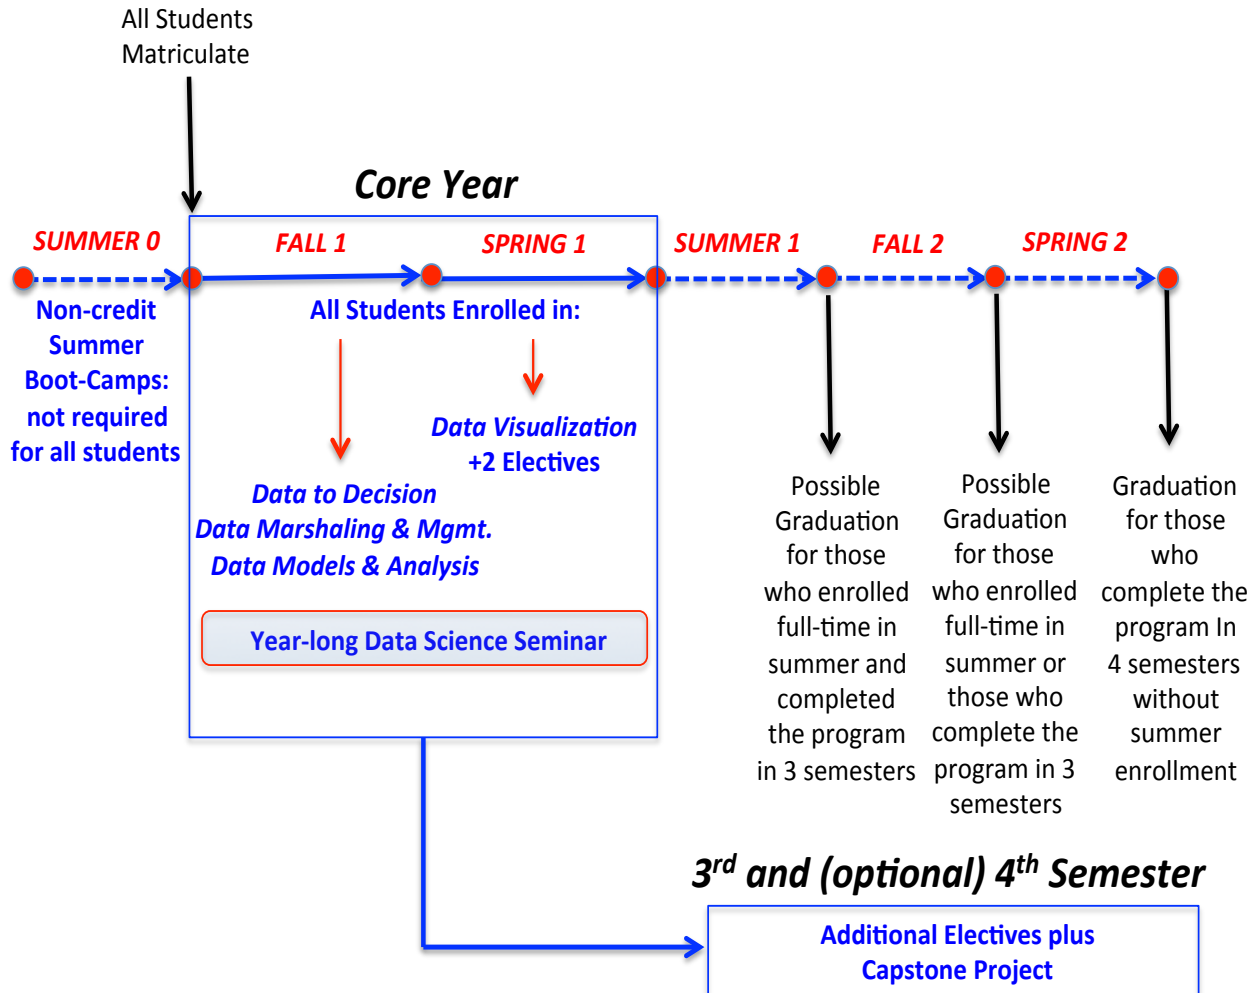 All Students
Matriculate
Core Year
SUMMER 0
FALL 1
SPRING 1
SUMMER 1
FALL 2
SPRING 2
Non-credit
Summer
Boot-Camps:
not required
for all students
All Students Enrolled in:
Data Visualization
+2 Electives
Data to Decision
Data Marshaling & Mgmt.
Data Models & Analysis
Year-long Data Science Seminar
Possible
Graduation
for those
who enrolled
full-time in
summer and
completed
the program
in 3 semesters
Possible
Graduation
for those
who enrolled
full-time in
summer or
those who
complete the
program in 3
semesters
Graduation
for those
who
complete the
program In
4 semesters
without
summer
enrollment
3rd and (optional) 4th Semester
Additional Electives plus
Capstone Project